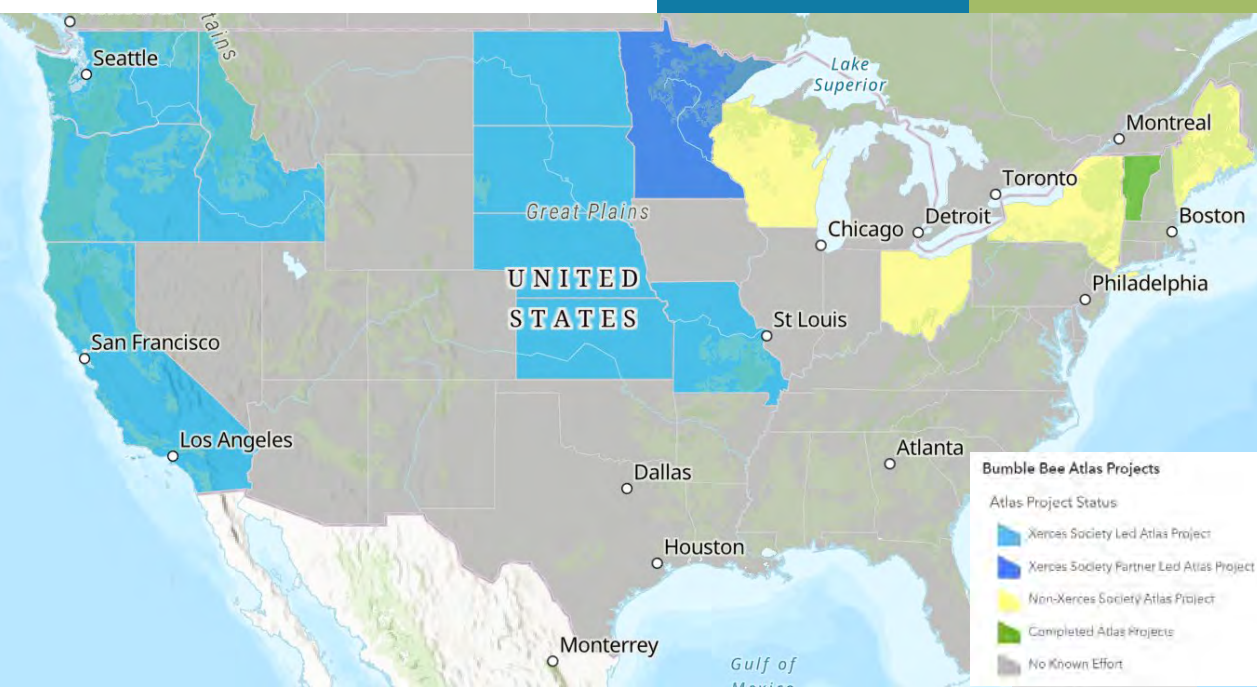 tains
Seattle
Lake
Superior
Montreal
Toronto
Great Plains
Chicago
Detroit
Boston
UNITED
STATES
Philadelphia
St Louis
San Francisco
Los Angeles
Atlanta
Dallas
Houston
Monterrey
Gulf of
Bumble Bee Atlas Projects
Atlas Project Status
Xerces Society Led Atlas Project
Xerces Society Partner Led Atlas Project
Non-Xerces Society Atlas Project
Completed Atlas Projects
No Known Effort